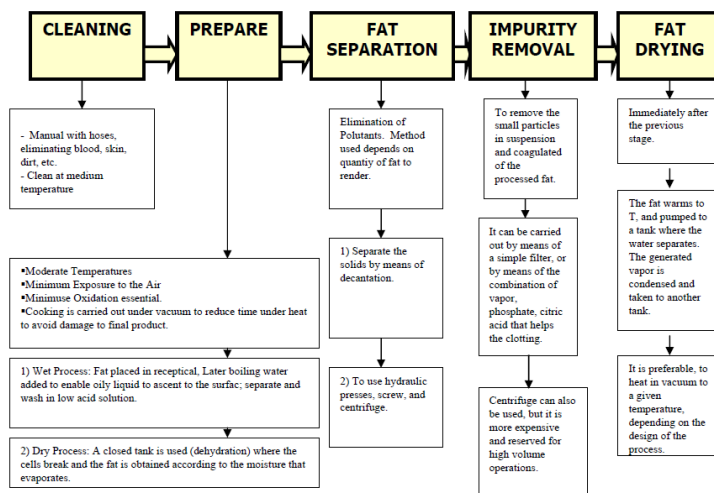 CLEANING
PREPARE
FAT
SEPARATION
IMPURITY
REMOVAL
FAT
DRYING
- Manual with hoses,
eliminating blood, skin,
dirt, etc.
- Clean at medium
temperature
▪Moderate Temperatures
▪Minimum Exposure to the Air
▪Minimuse Oxidation essential.
▪Cooking is carried out under vacuum to reduce time under heat
to avoid damage to final product.
1) Wet Process: Fat placed in receptical, Later boiling water
added to enable oily liquid to ascent to the surfac; separate and
wash in low acid solution.
2) Dry Process: A closed tank is used (dehydration) where the
cells break and the fat is obtained according to the moisture that
evaporates.
Elimination of
Polutants. Method
used depends on
quantiy of fat to
render.
1) Separate the
solids by means of
decantation.
2) To use hydraulic
presses, screw, and
centrifuge.
To remove the
small particles
in suspension
and coagulated
of the
processed fat.
It can be carried
out by means of
a simple filter, or
by means of the
combination of
vapor,
phosphate, citric
acid that helps
the clotting.
Centrifuge can also
be used, but it is
more expensive
and reserved for
high volume
operations.
Immediately after
the previous
stage.
The fat warms to
T, and pumped to
a tank where the
water separates.
The generated
vapor is
condensed and
taken to another
tank.
It is preferable, to
heat in vacuum to
a given
temperature,
depending on the
design of the
process.